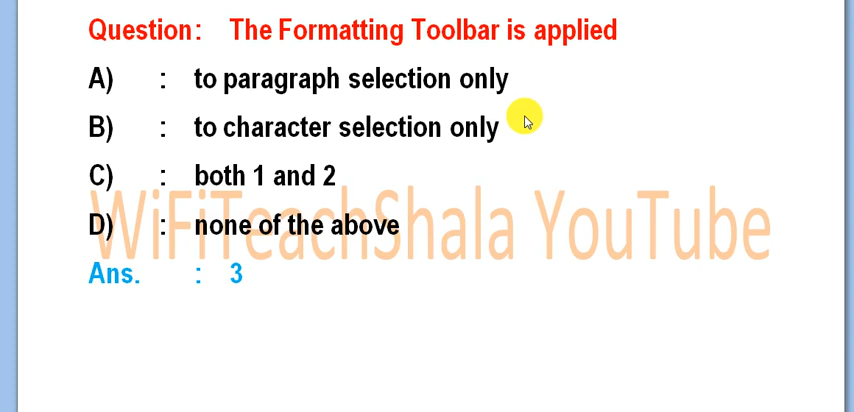 Question: The Formatting Toolbar is applied
A) : to paragraph selection only
B) : to character selection only
C) : both 1 and 2
WiFiTeachShala YouTube
D) : none of the above
Ans. : 3